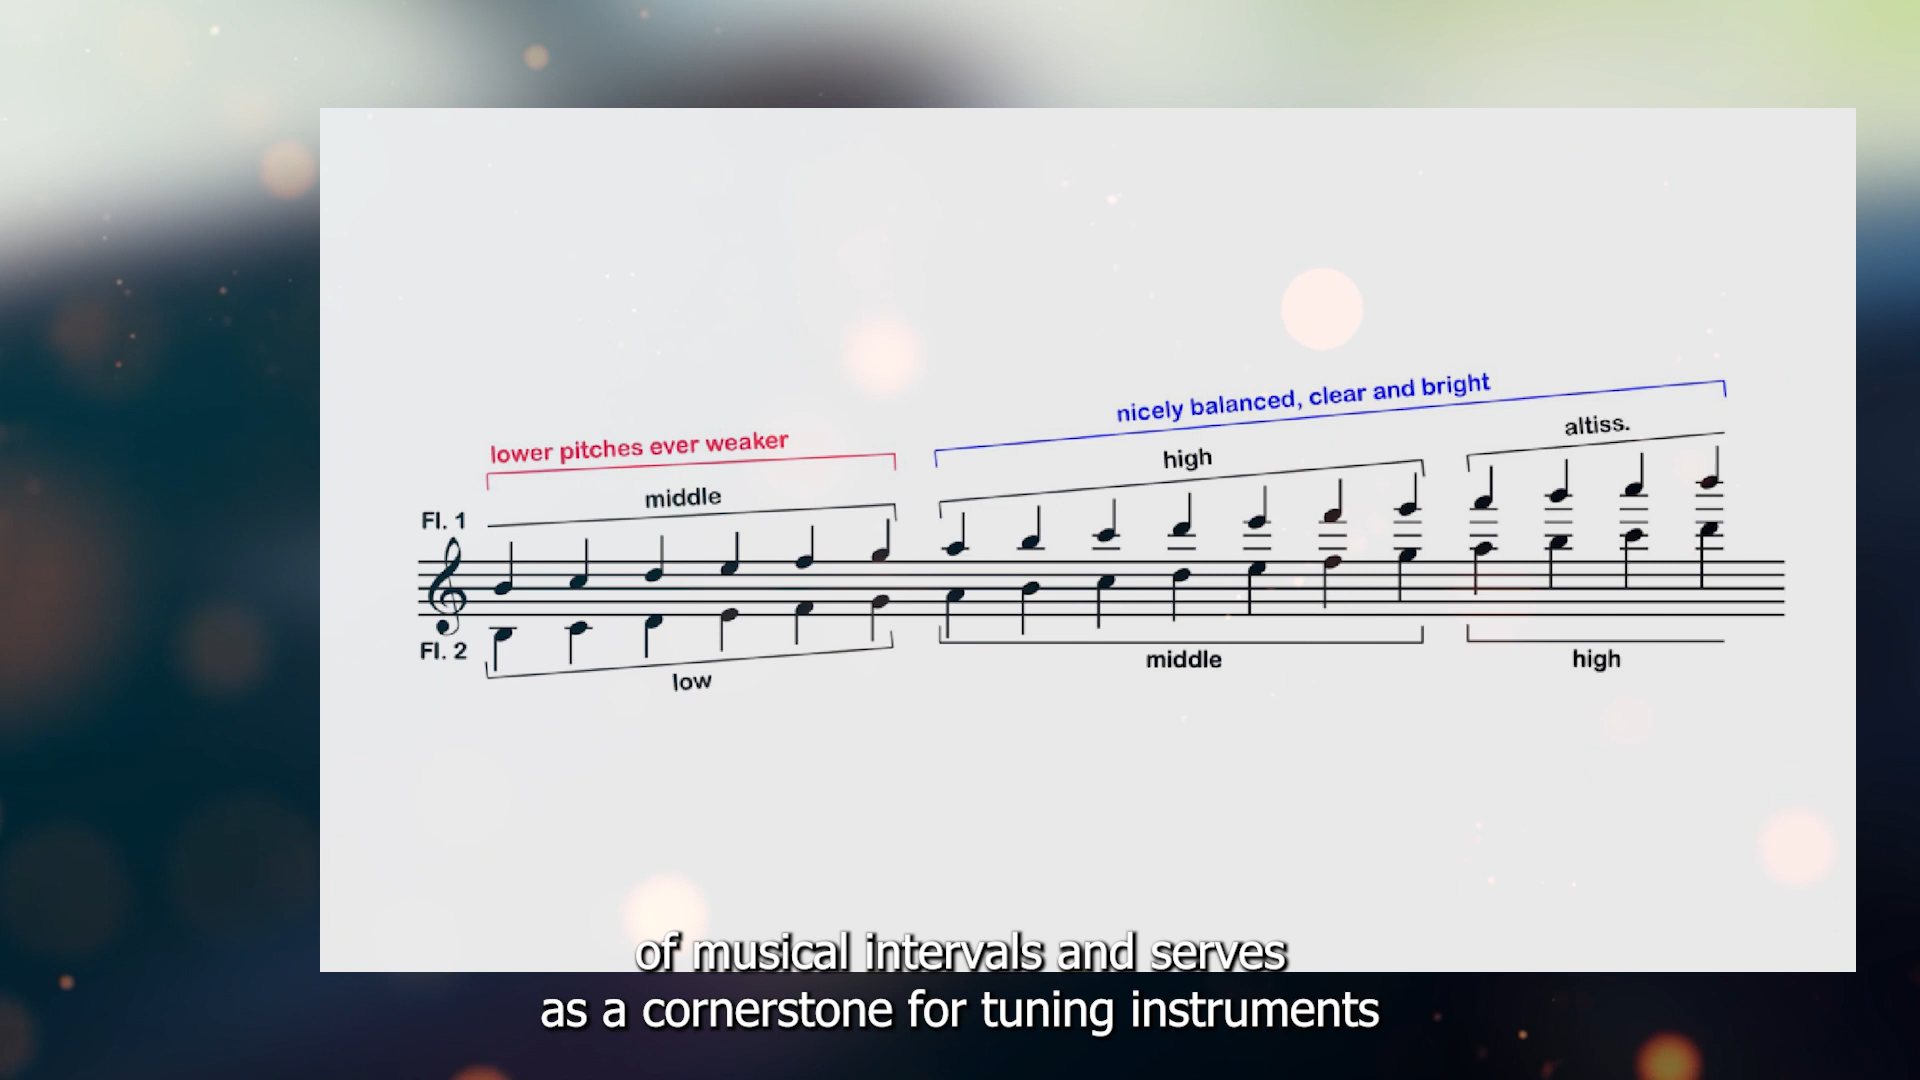 nicely balanced, clear and bright
lower pitches ever weaker
altiss.
high
middle
Fl. 1
Fl. 2
low
middle
high
of musical intervals and serves
as a cornerstone for tuning instruments